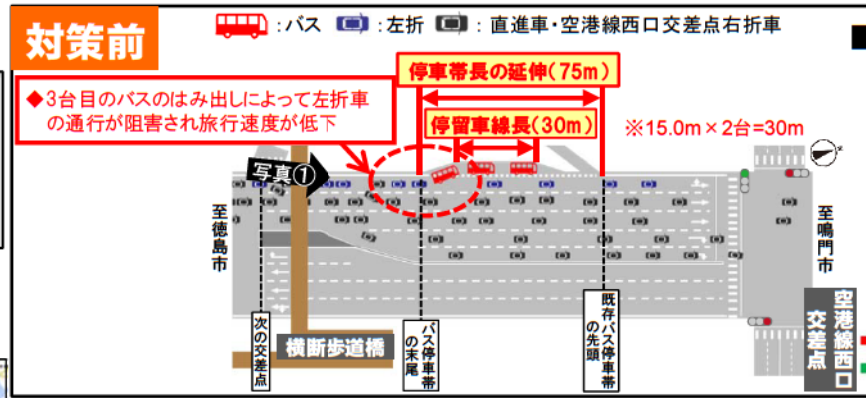 対策前
:バス :左折 :直進車・空港線西口交差点右折車
停車帯長の延伸(75m)
◆3台目のバスのはみ出しによって左折車
の通行が阻害され旅行速度が低下
停留車線長(30m)
※15.0m×2台=30m
写真①
至徳島市
至鳴門市
次の交差点
横断歩道橋
バス停車帯
の末尾
既存バス停車帯
の先頭
空港線西口
交差点